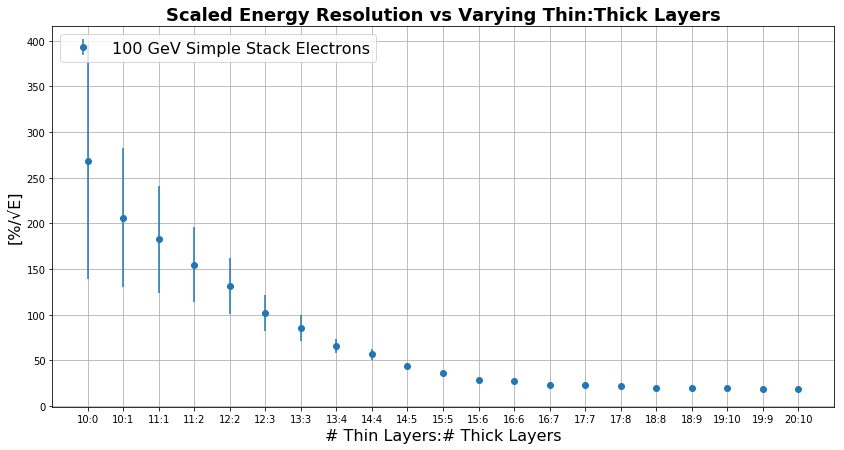 Scaled Energy Resolution vs Varying Thin:Thick Layers
100 GeV Simple Stack Electrons
[%/√E]
400
350
300
250
200
150
100
50
0
10:0 10:1 11:1 11:2 12:2 12:3 13:3 13:4 14:4 14:5 15:5 15:6 16:6 16:7 17:7 17:8 18:8 18:9 19:10 19:9 20:10
# Thin Layers:# Thick Layers